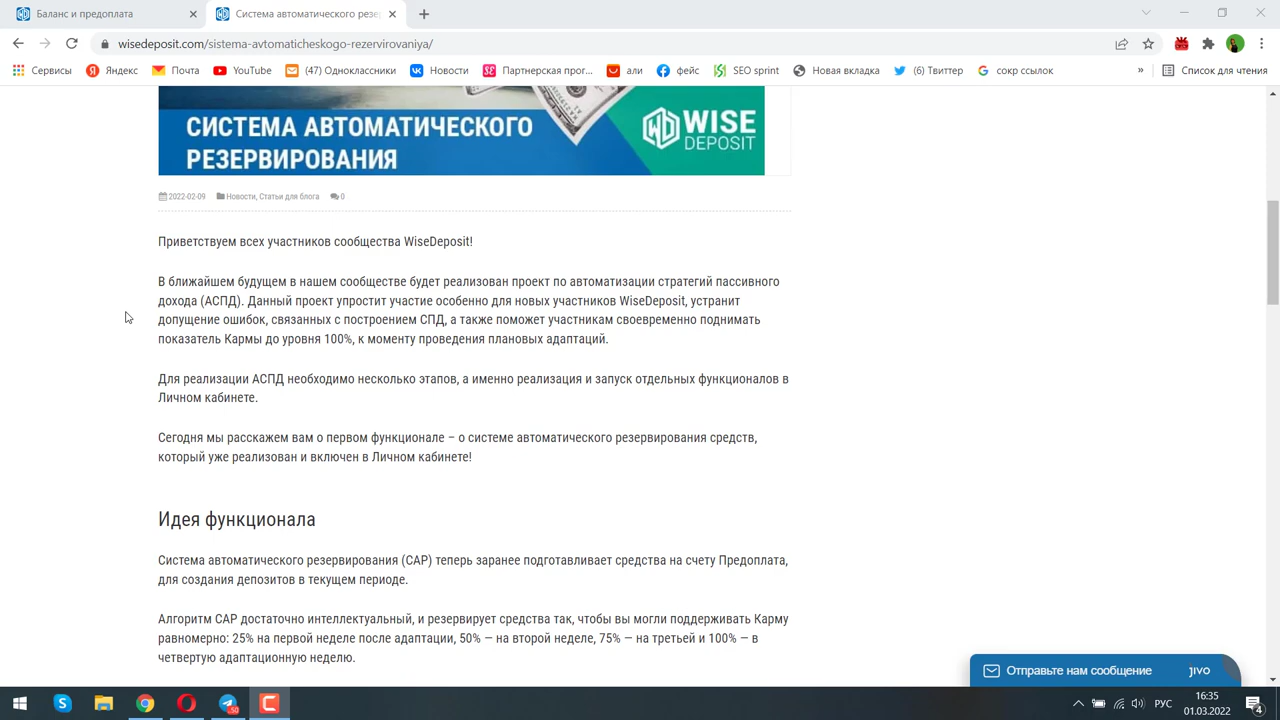 Баланс и предоплата
Система автоматического резе
wisedeposit.com/sistema-avtomaticheskogo-rezervirovaniya/
Сервисы
Яндекс
Почта
YouTube
(47) Одноклассники
Новости
Партнерская прог...
али
фейс
SEO sprint
Новая вкладка
(6) Твиттер
сокр ссылок
»
Список для чтения
СИСТЕМА АВТОМАТИЧЕСКОГО
РЕЗЕРВИРОВАНИЯ
WISE
DEPOSIT
2022-02-09 Новости, Статьи для блога 0
Приветствуем всех участников сообщества WiseDeposit!
В ближайшем будущем в нашем сообществе будет реализован проект по автоматизации стратегий пассивного
дохода (АСПД). Данный проект упростит участие особенно для новых участников WiseDeposit, устранит
допущение ошибок, связанных с построением СПД, а также поможет участникам своевременно поднимать
показатель Кармы до уровня 100%, к моменту проведения плановых адаптаций.
Для реализации АСПД необходимо несколько этапов, а именно реализация и запуск отдельных функционалов в
Личном кабинете.
Сегодня мы расскажем вам о первом функционале – о системе автоматического резервирования средств,
который уже реализован и включен в Личном кабинете!
Идея функционала
Система автоматического резервирования (САР) теперь заранее подготавливает средства на счету Предоплата,
для создания депозитов в текущем периоде.
Алгоритм САР достаточно интеллектуальный, и резервирует средства так, чтобы вы могли поддерживать Карму
равномерно: 25% на первой неделе после адаптации, 50% — на второй неделе, 75% — на третьей и 100% — в
четвертую адаптационную неделю.
Отправьте нам сообщение jivo
50
РУС
16:35
01.03.2022
4